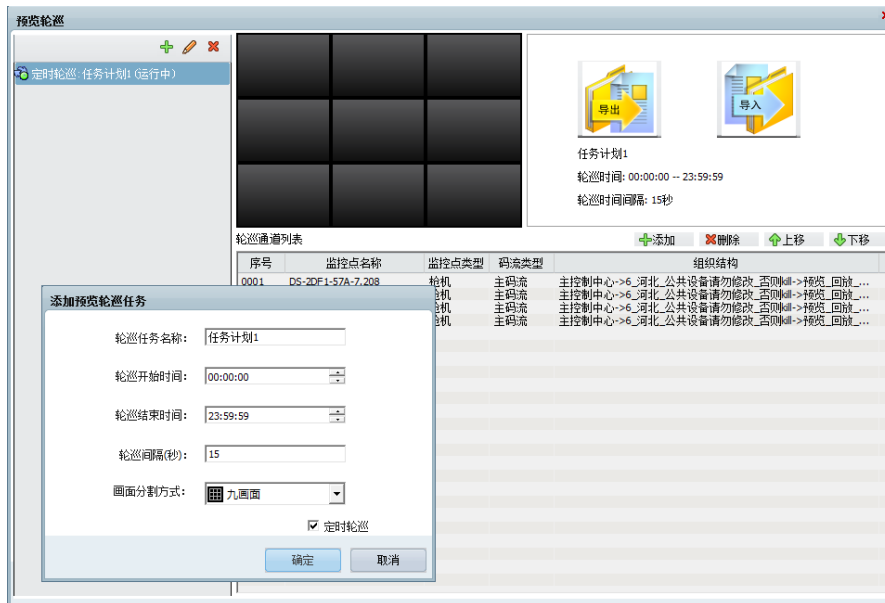 预览轮巡
定时轮巡: 任务计划1 (运行中)
导出
导入
任务计划1
轮巡时间: 00:00:00 -- 23:59:59
轮巡时间间隔: 15秒
轮巡通道列表 添加 删除 上移 下移
序号 监控点名称 监控点类型 码流类型 组织结构
0001 DS-2DF1-57A-7.208 枪机 主码流 主控制中心->6_河北_公共设备请勿修改_否则kill->预览_回放_...
枪机 主码流 主控制中心->6_河北_公共设备请勿修改_否则kill->预览_回放_...
枪机 主码流 主控制中心->6_河北_公共设备请勿修改_否则kill->预览_回放_...
枪机 主码流 主控制中心->6_河北_公共设备请勿修改_否则kill->预览_回放_...
添加预览轮巡任务
轮巡任务名称: 任务计划1
轮巡开始时间: 00:00:00
轮巡结束时间: 23:59:59
轮巡间隔(秒): 15
画面分割方式: 九画面
定时轮巡
确定 取消